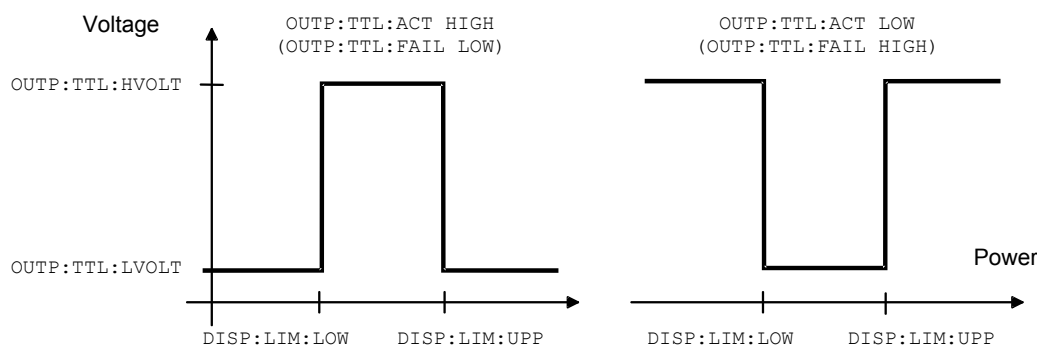 Voltage
OUTP:TTL:ACT HIGH
(OUTP:TTL:FAIL LOW)
OUTP:TTL:ACT LOW
(OUTP:TTL:FAIL HIGH)
OUTP:TTL:HVOLT
OUTP:TTL:LVOLT
Power
DISP:LIM:LOW
DISP:LIM:UPP
DISP:LIM:LOW
DISP:LIM:UPP